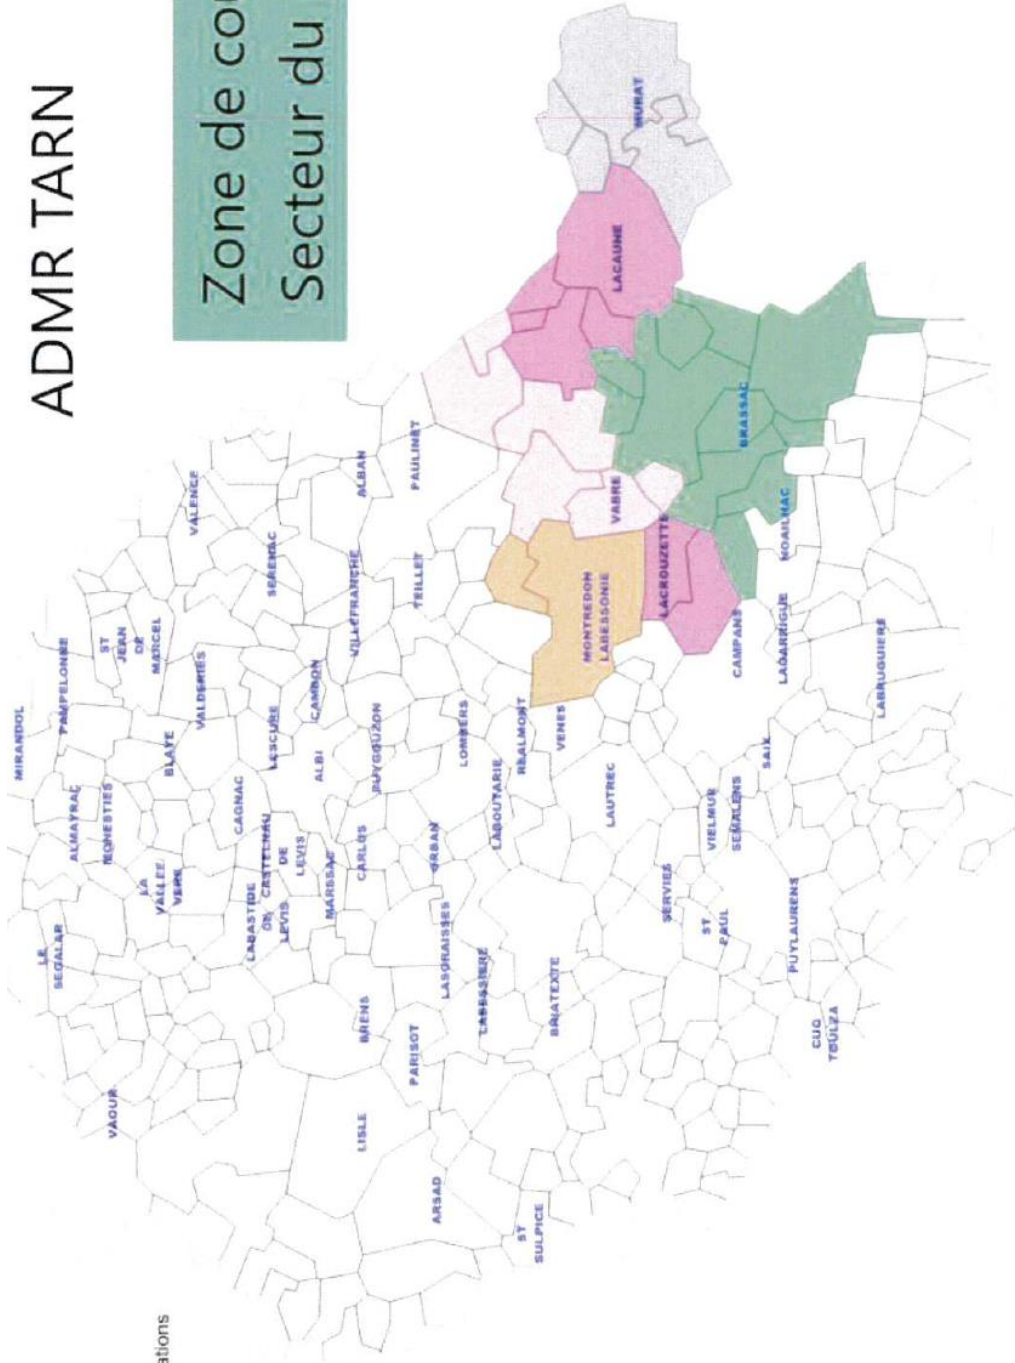 ADMR TARN
Zone de cou
Secteur du
ations
MIRANDOL
PAMPELONNE
ST
JEAN
DE
MARCEL
ALMAYRAC
MONESTIES
LE
SEGALAR
VALENCE
VALDERIES
BLAYE
LA
VALLEE
VERE
VAOUR
SERENAC
LESCURE
CAGNAC
CASTELNAU
DE
LEVIS
LABASTIDE
DE
LEVIS
ALBAN
VILLEFRANCHE
CAMBON
ALBI
MARSSAC
PAULINET
TEILLET
PUYGOUZON
CARLOS
BRENS
LISLE
LOMBERS
ORBAN
LASGRAISSES
PARISOT
ARSAD
REALMONT
LABOUTARIE
LABESSIERE
ST
SULPICE
VENES
BRIATEXTE
MURAT
LACAUNE
VABRE
MONTREDON
LABESSONIE
LAUTREC
LACROUZETTE
SERVIES
BRASSAC
CAMPANS
VIELMUR
SEMALENS
ST
PAUL
NOAILHAC
LAGARRIGUE
SAIX
PUYLAURENS
CUQ
TOULZA
LABRUGUIERE